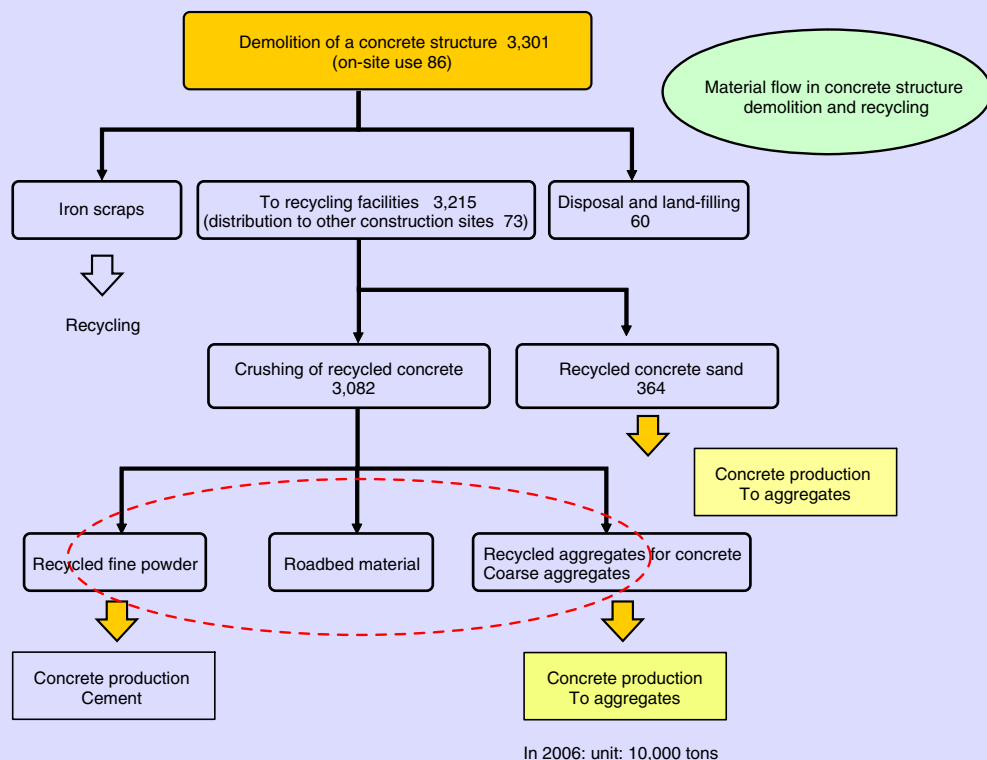 Demolition of a concrete structure 3,301
(on-site use 86)
Material flow in concrete structure
demolition and recycling
Iron scraps
To recycling facilities 3,215
(distribution to other construction sites 73)
Disposal and land-filling
60
Recycling
Crushing of recycled concrete
3,082
Recycled concrete sand
364
Concrete production
To aggregates
Recycled fine powder
Roadbed material
Recycled aggregates for concrete
Coarse aggregates
Concrete production
Cement
Concrete production
To aggregates
In 2006: unit: 10,000 tons